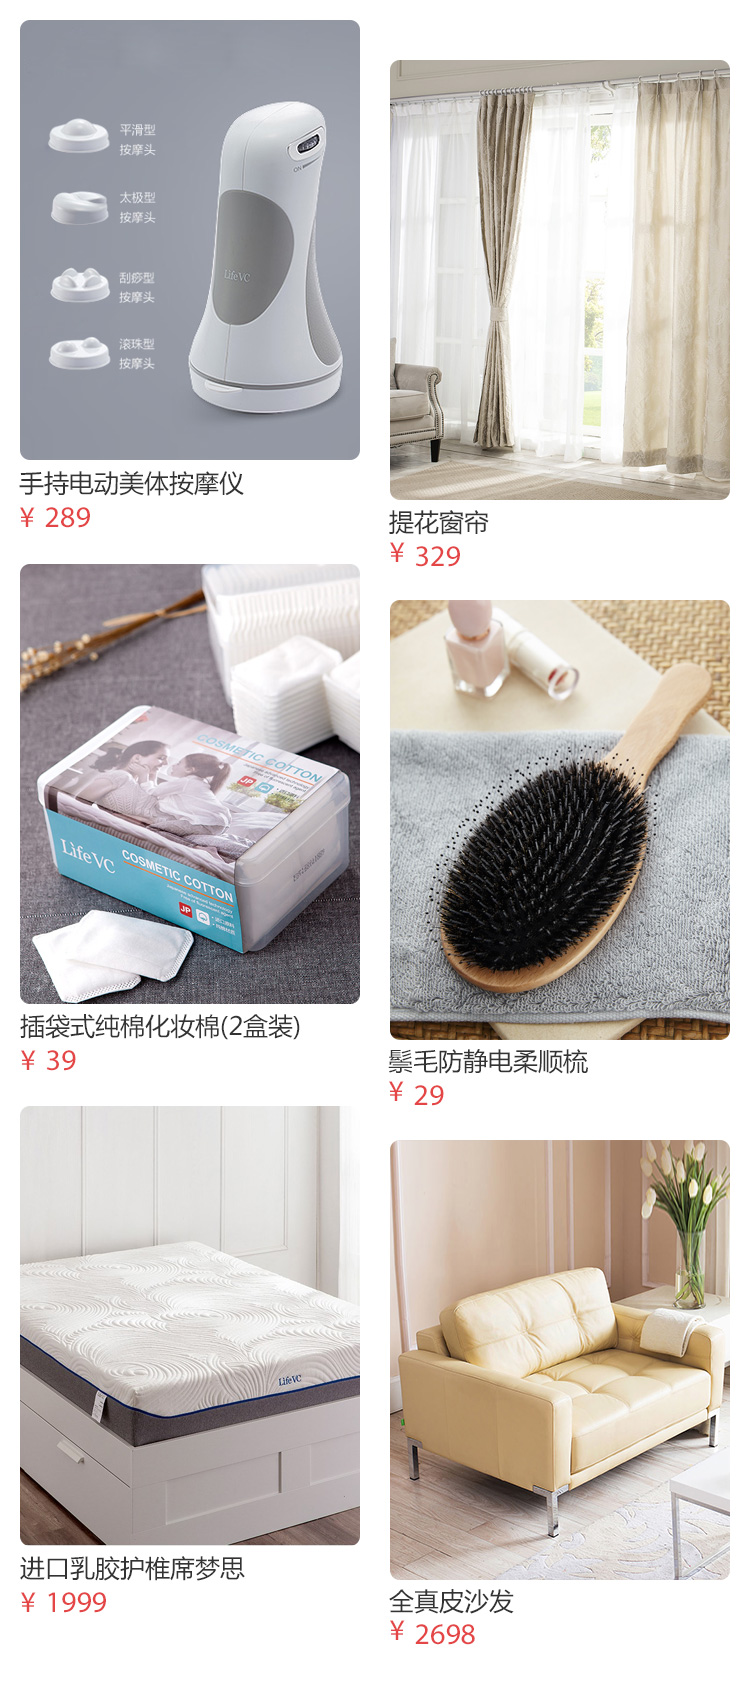 平滑型
按摩头
太极型
按摩头
刮痧型
按摩头
滚珠型
按摩头
ON
LifeVC
手持电动美体按摩仪
¥ 289
提花窗帘
¥ 329
COSMETIC COTTON
JP
LifeVC
COSMETIC COTTON
JP
插袋式纯棉化妆棉(2盒装)
¥ 39
鬃毛防静电柔顺梳
¥ 29
LifeVC
进口乳胶护椎席梦思
¥ 1999
全真皮沙发
¥ 2698